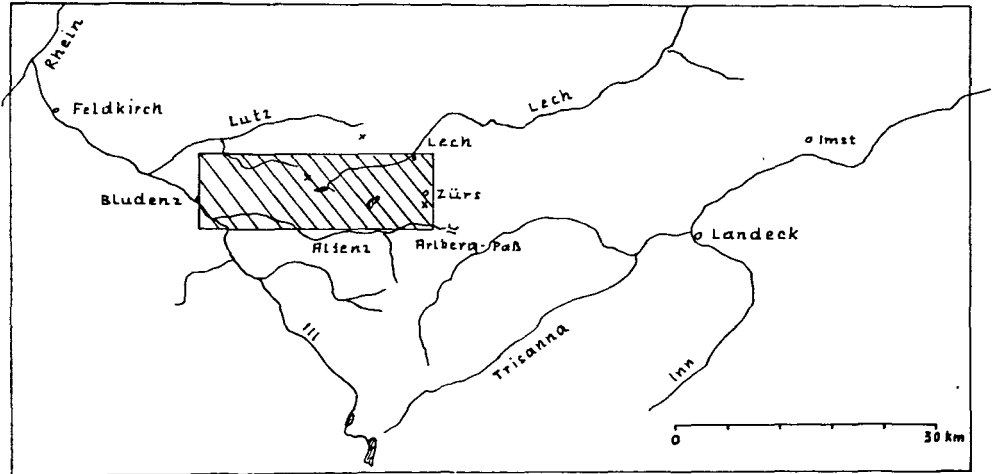 Rhein
Feldkirch
Lutz
Lech
Lech
Imst
Bludenz
Zürs
Alfenz
Arlberg-Paß
Landeck
Ill
Trisanna
Inn
0
30 km